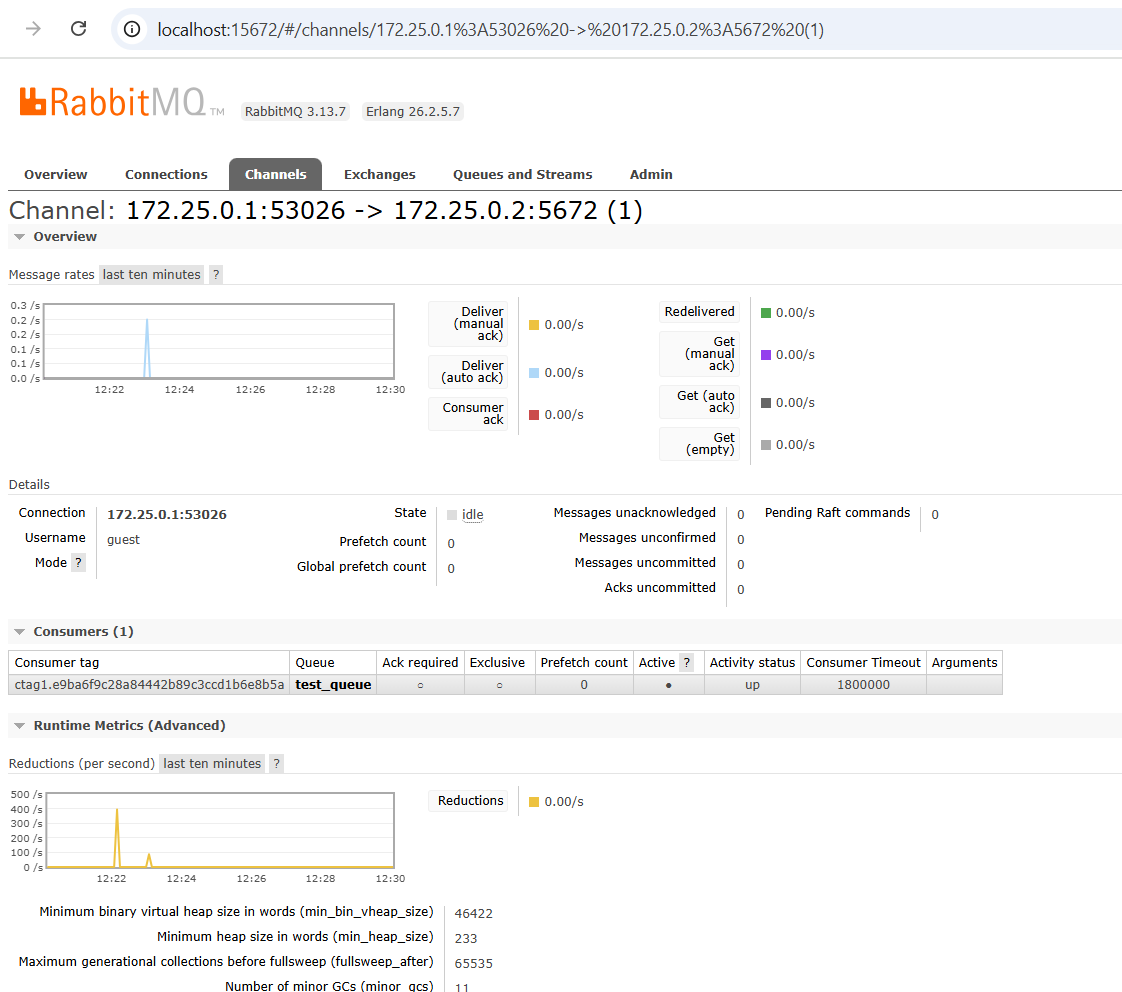 localhost:15672/#/channels/172.25.0.1%3A53026%20->%20172.25.0.2%3A5672%20(1)
RabbitMQ TM RabbitMQ 3.13.7 Erlang 26.2.5.7
Overview Connections Channels Exchanges Queues and Streams Admin
Channel: 172.25.0.1:53026 -> 172.25.0.2:5672 (1)
Overview
Message rates last ten minutes ?
0.3 /s
0.2 /s
0.2 /s
0.1 /s
0.1 /s
0.0 /s
12:22 12:24 12:26 12:28 12:30
Deliver
(manual
ack)
0.00/s
Deliver
(auto ack)
0.00/s
Consumer
ack
0.00/s
Redelivered
0.00/s
Get
(manual
ack)
0.00/s
Get (auto
ack)
0.00/s
Get
(empty)
0.00/s
Details
Connection 172.25.0.1:53026
Username guest
Mode ?
State idle
Prefetch count 0
Global prefetch count 0
Messages unacknowledged 0
Messages unconfirmed 0
Messages uncommitted 0
Acks uncommitted 0
Pending Raft commands 0
Consumers (1)
Consumer tag Queue Ack required Exclusive Prefetch count Active ? Activity status Consumer Timeout Arguments
ctag1.e9ba6f9c28a84442b89c3ccd1b6e8b5a test_queue ○ ○ 0 ● up 1800000
Runtime Metrics (Advanced)
Reductions (per second) last ten minutes ?
500 /s
400 /s
300 /s
200 /s
100 /s
0 /s
12:22 12:24 12:26 12:28 12:30
Reductions 0.00/s
Minimum binary virtual heap size in words (min_bin_vheap_size) 46422
Minimum heap size in words (min_heap_size) 233
Maximum generational collections before fullsweep (fullsweep_after) 65535
Number of minor GCs (minor_gcs) 11